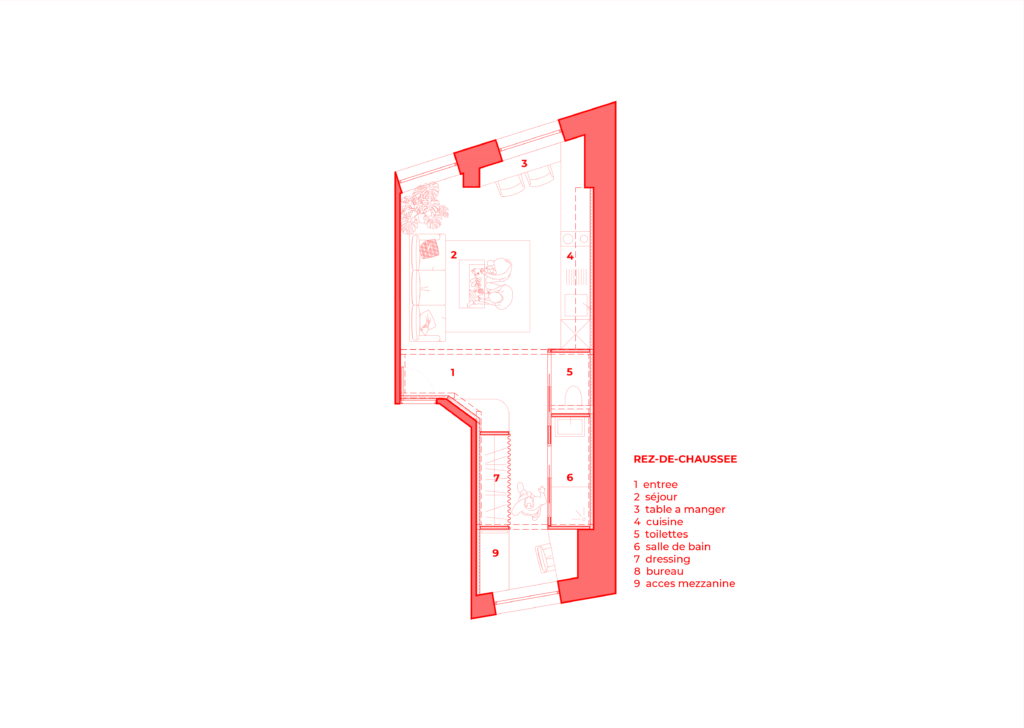 3
2
4
1
5
7
6
9
REZ-DE-CHAUSSEE
1 entree
2 séjour
3 table a manger
4 cuisine
5 toilettes
6 salle de bain
7 dressing
8 bureau
9 acces mezzanine